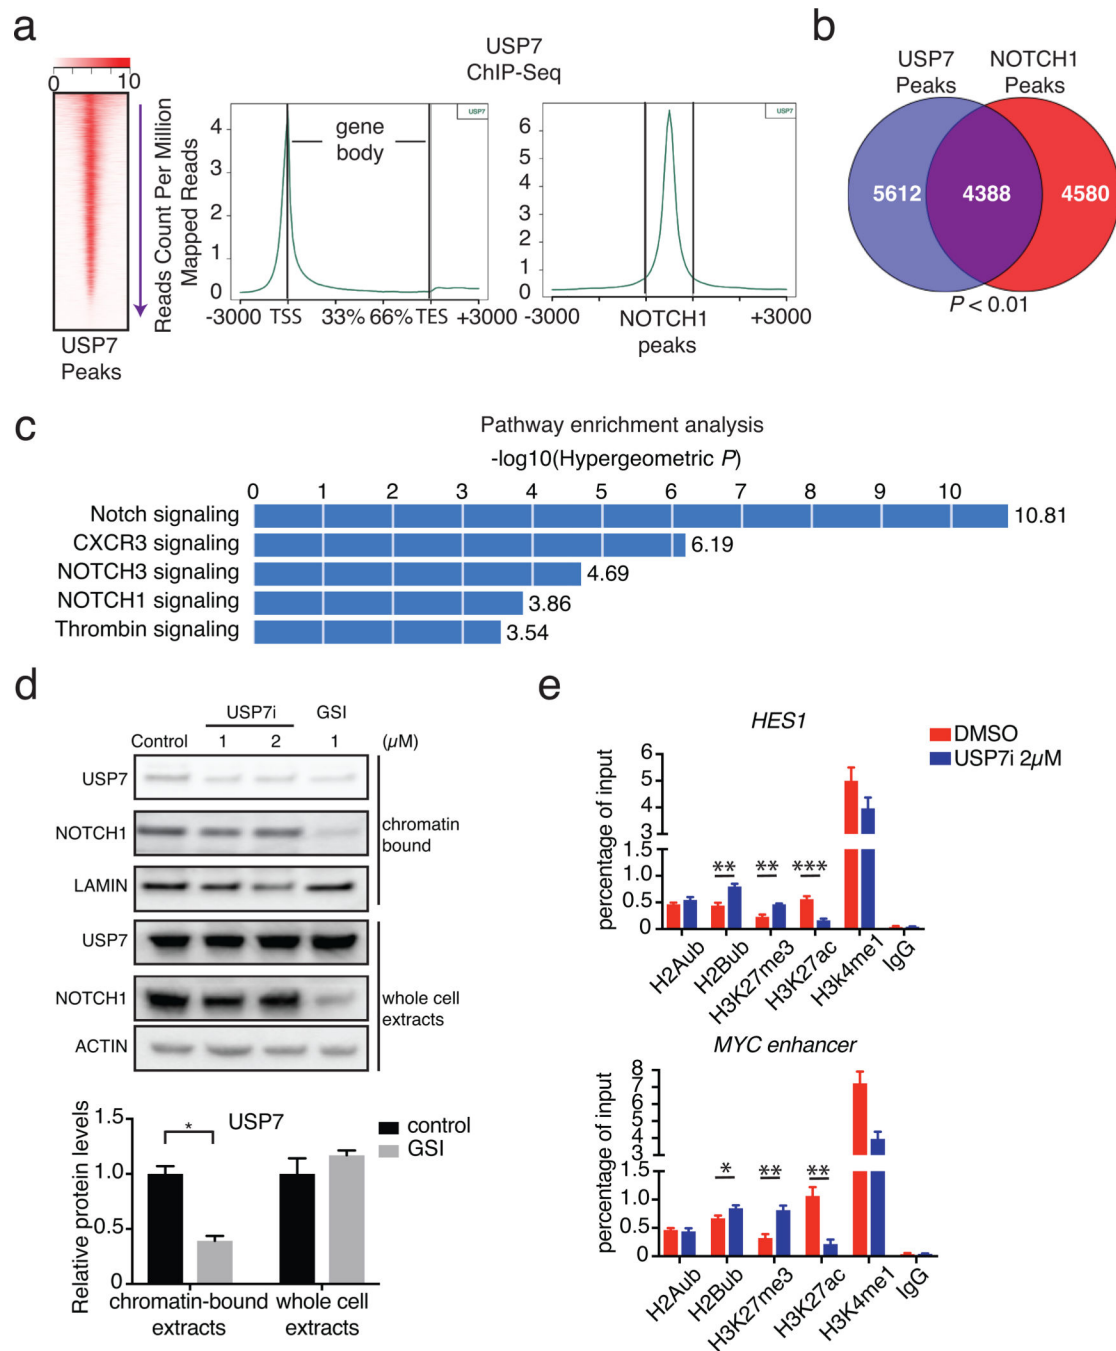 a
USP7
ChIP-Seq
0 10
USP7
Peaks
Reads Count Per Million
Mapped Reads
4
3
2
1
0
USP7
gene
body
-3000 TSS 33% 66% TES +3000
6
5
4
3
2
1
0
USP7
-3000 NOTCH1 +3000
peaks
b
USP7 NOTCH1
Peaks Peaks
5612 4388 4580
P < 0.01
c
Pathway enrichment analysis
-log10(Hypergeometric P)
0 1 2 3 4 5 6 7 8 9 10
Notch signaling 10.81
CXCR3 signaling 6.19
NOTCH3 signaling 4.69
NOTCH1 signaling 3.86
Thrombin signaling 3.54
d
USP7i GSI
Control 1 2 1 (µM)
USP7
NOTCH1
LAMIN
chromatin
bound
USP7
NOTCH1
ACTIN
whole cell
extracts
Relative protein levels
USP7
1.5
1.0
0.5
0
*
control
GSI
chromatin-bound whole cell
extracts extracts
e
HES1
DMSO
USP7i 2µM
percentage of input
6
5
4
3
1.5
1.0
0.5
0
** ** ***
H2Aub H2Bub H3K27me3 H3K27ac H3k4me1 IgG
MYC enhancer
percentage of input
8
7
6
5
4
3
1.5
1.0
0.5
0
* ** **
H2Aub H2Bub H3K27me3 H3K27ac H3K4me1 IgG